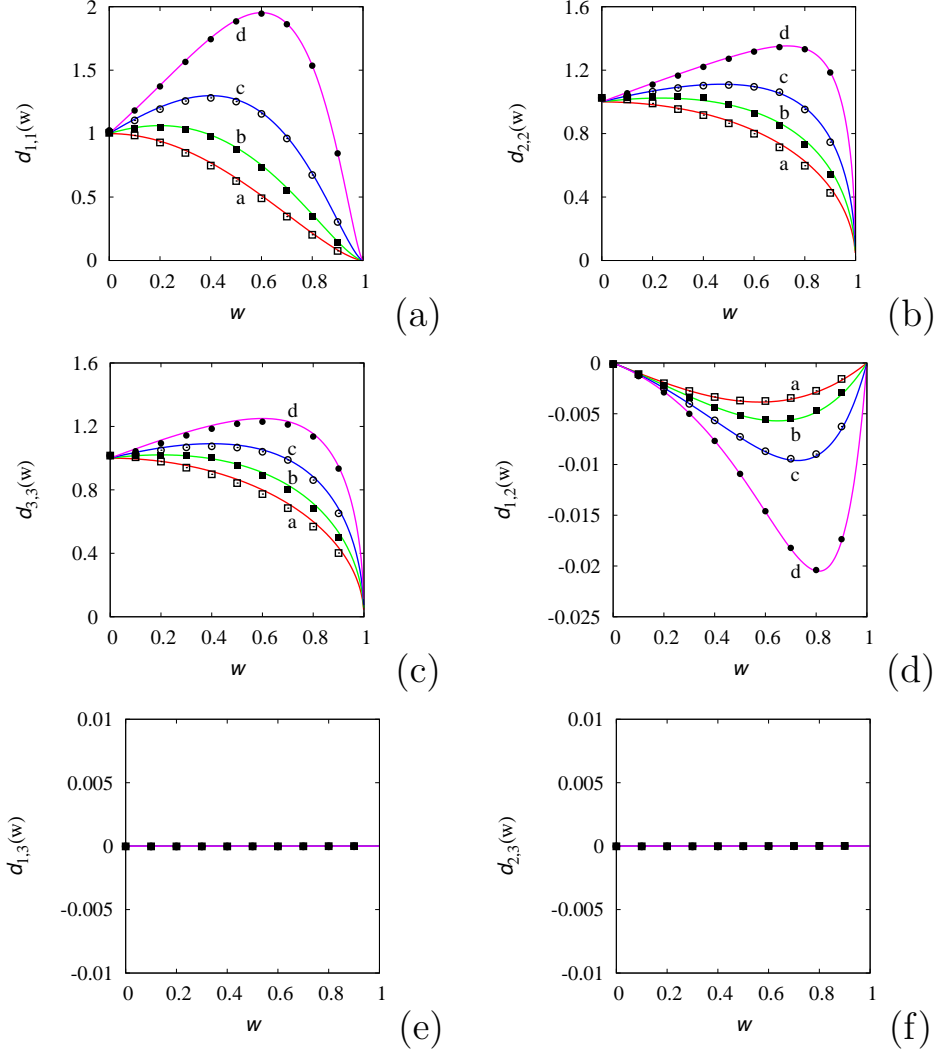 d1,1(w)
2
1.5
1
0.5
0
0 0.2 0.4 0.6 0.8 1
w
d
c
b
a
(a)
d2,2(w)
1.6
1.2
0.8
0.4
0
0 0.2 0.4 0.6 0.8 1
w
d
c
b
a
(b)
d3,3(w)
1.6
1.2
0.8
0.4
0
0 0.2 0.4 0.6 0.8 1
w
d
c
b
a
(c)
d1,2(w)
0
-0.005
-0.01
-0.015
-0.02
-0.025
0 0.2 0.4 0.6 0.8 1
w
a
b
c
d
(d)
d1,3(w)
0.01
0.005
0
-0.005
-0.01
0 0.2 0.4 0.6 0.8 1
w
(e)
d2,3(w)
0.01
0.005
0
-0.005
-0.01
0 0.2 0.4 0.6 0.8 1
w
(f)